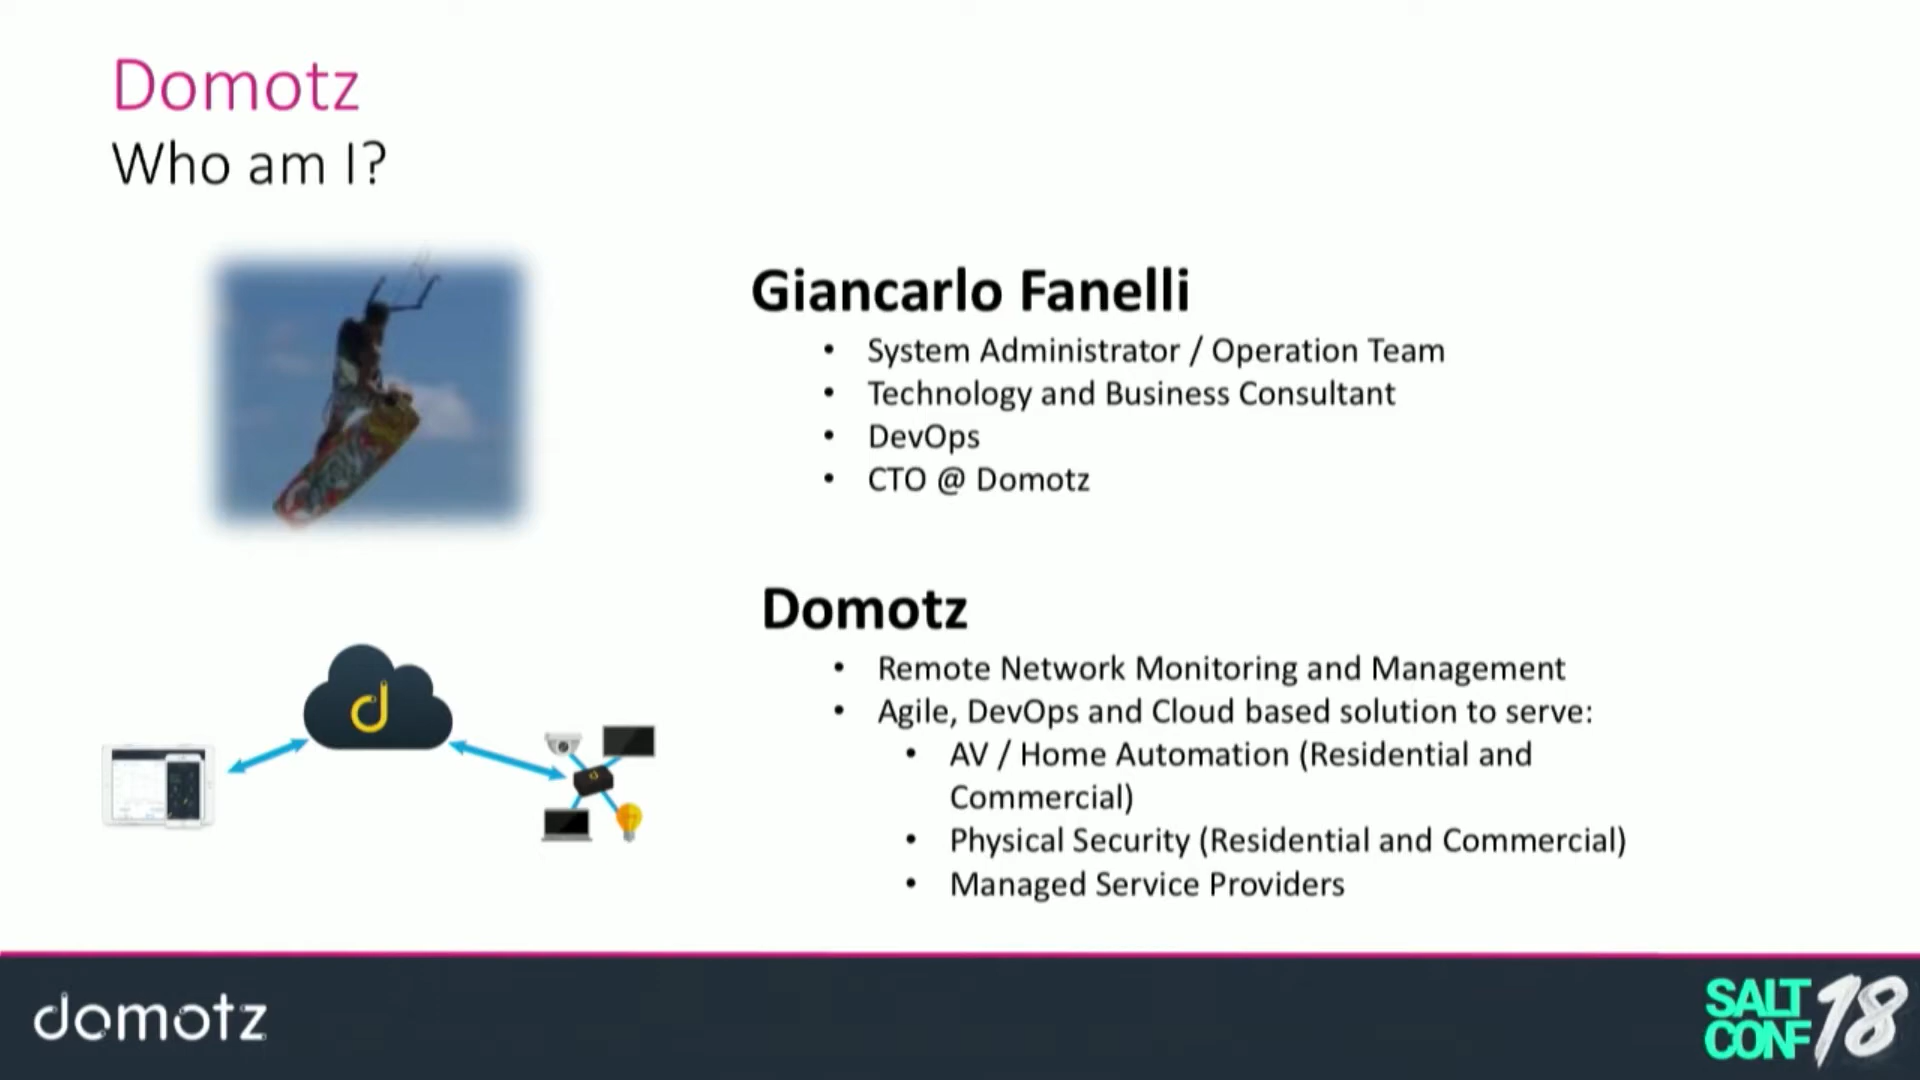 Domotz
Who am I?
Giancarlo Fanelli
• System Administrator / Operation Team
• Technology and Business Consultant
• DevOps
• CTO @ Domotz
Domotz
• Remote Network Monitoring and Management
• Agile, DevOps and Cloud based solution to serve:
• AV / Home Automation (Residential and
Commercial)
• Physical Security (Residential and Commercial)
• Managed Service Providers
domotz
SALT
CONF 18